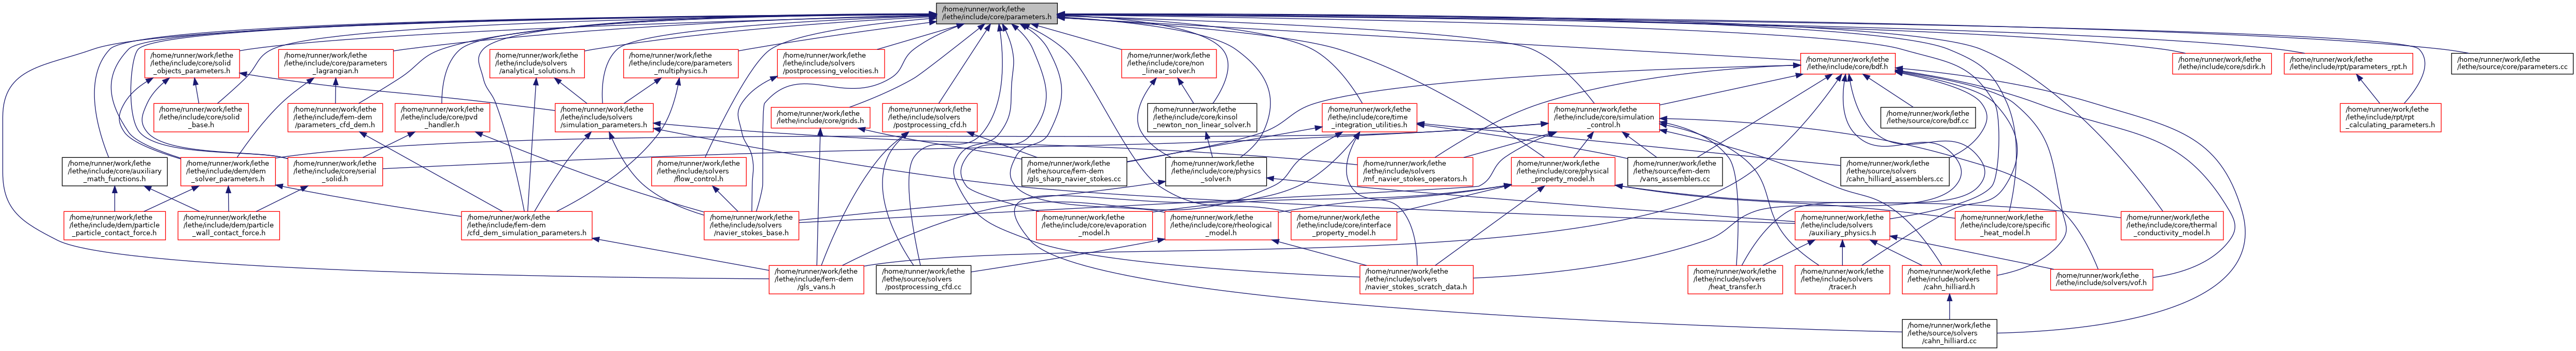 /home/runner/work/lethe
/lethe/include/core/parameters.h
/home/runner/work/lethe
/lethe/include/core/solid
_objects_parameters.h
/home/runner/work/lethe
/lethe/include/core/parameters
_lagrangian.h
/home/runner/work/lethe
/lethe/include/solvers
/analytical_solutions.h
/home/runner/work/lethe
/lethe/include/core/parameters
_multiphysics.h
/home/runner/work/lethe
/lethe/include/solvers
/postprocessing_velocities.h
/home/runner/work/lethe
/lethe/include/core/non
_linear_solver.h
/home/runner/work/lethe
/lethe/include/core/bdf.h
/home/runner/work/lethe
/lethe/include/core/sdirk.h
/home/runner/work/lethe
/lethe/include/rpt/parameters_rpt.h
/home/runner/work/lethe
/lethe/source/core/parameters.cc
/home/runner/work/lethe
/lethe/include/core/solid
_base.h
/home/runner/work/lethe
/lethe/include/fem-dem
/parameters_cfd_dem.h
/home/runner/work/lethe
/lethe/include/core/pvd
_handler.h
/home/runner/work/lethe
/lethe/include/solvers
/simulation_parameters.h
/home/runner/work/lethe
/lethe/include/core/grids.h
/home/runner/work/lethe
/lethe/include/solvers
/postprocessing_cfd.h
/home/runner/work/lethe
/lethe/include/core/kinsol
_newton_non_linear_solver.h
/home/runner/work/lethe
/lethe/include/core/time
_integration_utilities.h
/home/runner/work/lethe
/lethe/include/core/simulation
_control.h
/home/runner/work/lethe
/lethe/source/core/bdf.cc
/home/runner/work/lethe
/lethe/include/rpt/rpt
_calculating_parameters.h
/home/runner/work/lethe
/lethe/include/core/auxiliary
_math_functions.h
/home/runner/work/lethe
/lethe/include/dem/dem
_solver_parameters.h
/home/runner/work/lethe
/lethe/include/core/serial
_solid.h
/home/runner/work/lethe
/lethe/include/solvers
/flow_control.h
/home/runner/work/lethe
/lethe/source/fem-dem
/gls_sharp_navier_stokes.cc
/home/runner/work/lethe
/lethe/include/core/physics
_solver.h
/home/runner/work/lethe
/lethe/include/solvers
/mf_navier_stokes_operators.h
/home/runner/work/lethe
/lethe/include/core/physical
_property_model.h
/home/runner/work/lethe
/lethe/source/fem-dem
/vans_assemblers.cc
/home/runner/work/lethe
/lethe/source/solvers
/cahn_hilliard_assemblers.cc
/home/runner/work/lethe
/lethe/include/dem/particle
_particle_contact_force.h
/home/runner/work/lethe
/lethe/include/dem/particle
_wall_contact_force.h
/home/runner/work/lethe
/lethe/include/fem-dem
/cfd_dem_simulation_parameters.h
/home/runner/work/lethe
/lethe/include/solvers
/navier_stokes_base.h
/home/runner/work/lethe
/lethe/include/core/evaporation
_model.h
/home/runner/work/lethe
/lethe/include/core/rheological
_model.h
/home/runner/work/lethe
/lethe/include/core/interface
_property_model.h
/home/runner/work/lethe
/lethe/include/solvers
/auxiliary_physics.h
/home/runner/work/lethe
/lethe/include/core/specific
_heat_model.h
/home/runner/work/lethe
/lethe/include/core/thermal
_conductivity_model.h
/home/runner/work/lethe
/lethe/include/fem-dem
/gls_vans.h
/home/runner/work/lethe
/lethe/source/solvers
/postprocessing_cfd.cc
/home/runner/work/lethe
/lethe/include/solvers
/navier_stokes_scratch_data.h
/home/runner/work/lethe
/lethe/include/solvers
/heat_transfer.h
/home/runner/work/lethe
/lethe/include/solvers
/tracer.h
/home/runner/work/lethe
/lethe/include/solvers
/cahn_hilliard.h
/home/runner/work/lethe
/lethe/include/solvers/vof.h
/home/runner/work/lethe
/lethe/source/solvers
/cahn_hilliard.cc